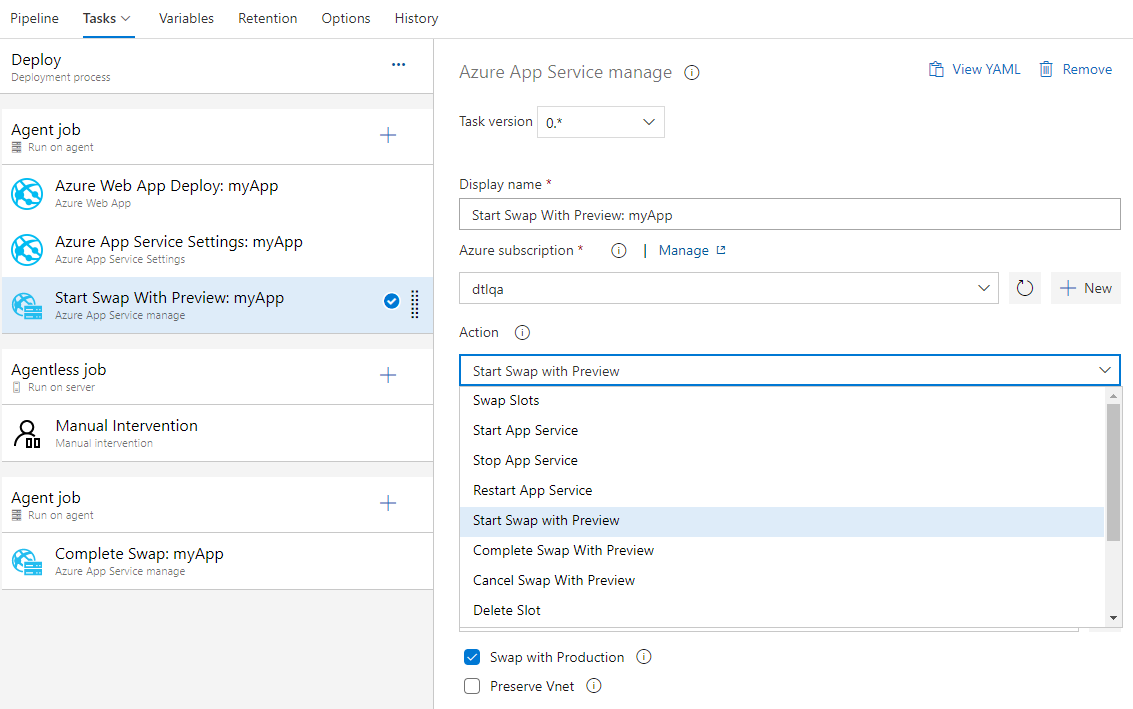 Pipeline Tasks Variables Retention Options History
Deploy
Deployment process
Agent job
Run on agent
Azure Web App Deploy: myApp
Azure Web App
Azure App Service Settings: myApp
Azure App Service Settings
Start Swap With Preview: myApp
Azure App Service manage
Agentless job
Run on server
Manual Intervention
Manual intervention
Agent job
Run on agent
Complete Swap: myApp
Azure App Service manage
Azure App Service manage View YAML Remove
Task version 0.*
Display name *
Start Swap With Preview: myApp
Azure subscription * | Manage
dtlqa New
Action
Start Swap with Preview
Swap Slots
Start App Service
Stop App Service
Restart App Service
Start Swap with Preview
Complete Swap With Preview
Cancel Swap With Preview
Delete Slot
Swap with Production
Preserve Vnet